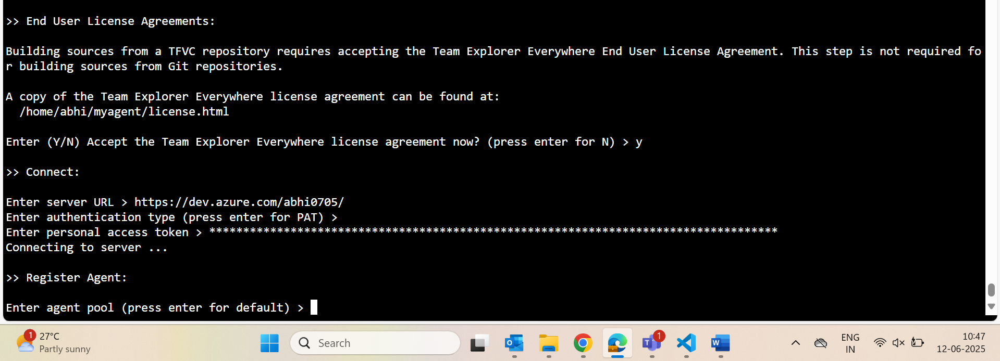 >> End User License Agreements:
Building sources from a TFVC repository requires accepting the Team Explorer Everywhere End User License Agreement. This step is not required fo
r building sources from Git repositories.
A copy of the Team Explorer Everywhere license agreement can be found at:
/home/abhi/myagent/license.html
Enter (Y/N) Accept the Team Explorer Everywhere license agreement now? (press enter for N) > y
>> Connect:
Enter server URL > https://dev.azure.com/abhi0705/
Enter authentication type (press enter for PAT) >
Enter personal access token > ************************************************************************************
Connecting to server ...
>> Register Agent:
Enter agent pool (press enter for default) >
1
27°C
Partly sunny
Search
1
ENG
IN
10:47
12-06-2025